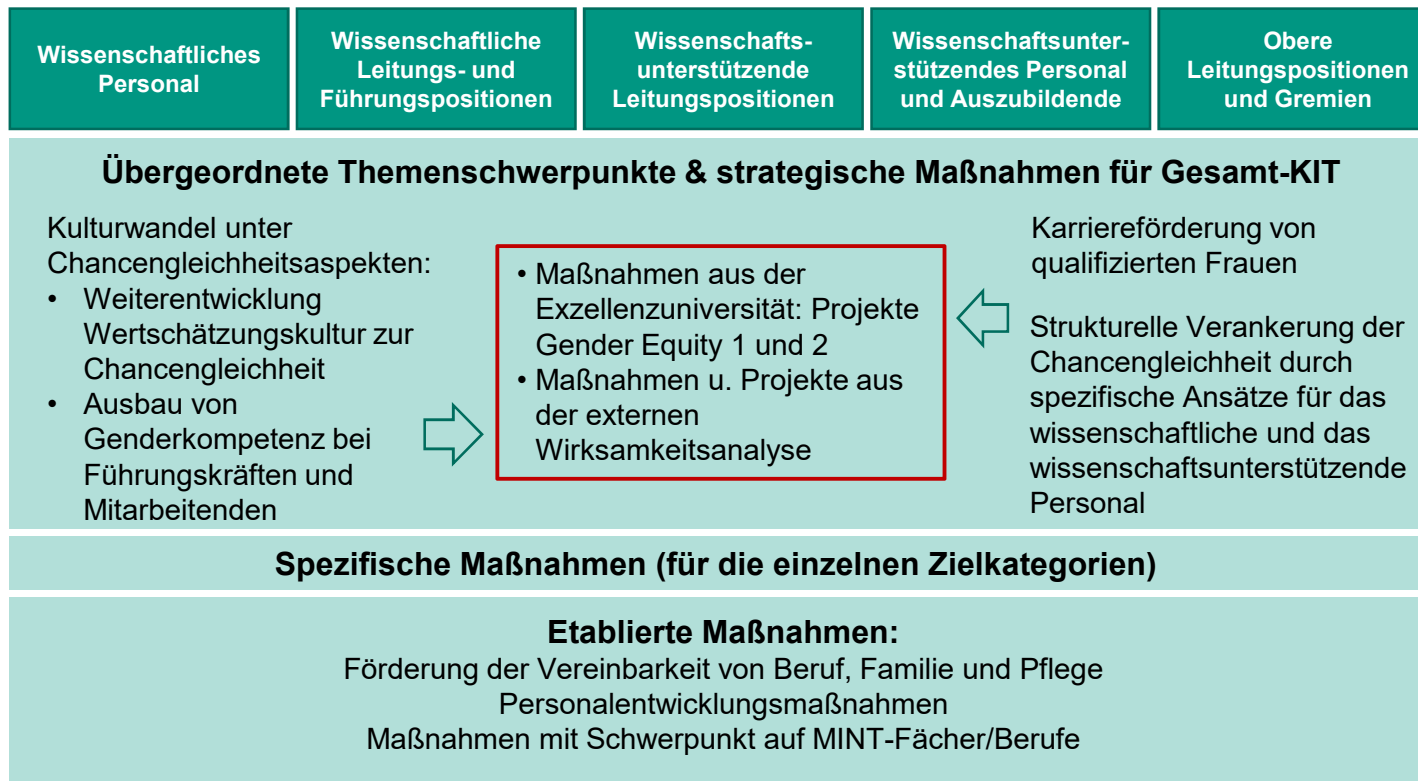 Wissenschaftliches
Personal
Wissenschaftliche
Leitungs- und
Führungspositionen
Wissenschafts-
unterstützende
Leitungspositionen
Wissenschaftsunter-
stützendes Personal
und Auszubildende
Obere
Leitungspositionen
und Gremien
Übergeordnete Themenschwerpunkte & strategische Maßnahmen für Gesamt-KIT
Kulturwandel unter
Chancengleichheitsaspekten:
• Weiterentwicklung
Wertschätzungskultur zur
Chancengleichheit
• Ausbau von
Genderkompetenz bei
Führungskräften und
Mitarbeitenden
• Maßnahmen aus der
Exzellenzuniversität: Projekte
Gender Equity 1 und 2
• Maßnahmen u. Projekte aus
der externen
Wirksamkeitsanalyse
Karriereförderung von
qualifizierten Frauen
Strukturelle Verankerung der
Chancengleichheit durch
spezifische Ansätze für das
wissenschaftliche und das
wissenschaftsunterstützende
Personal
Spezifische Maßnahmen (für die einzelnen Zielkategorien)
Etablierte Maßnahmen:
Förderung der Vereinbarkeit von Beruf, Familie und Pflege
Personalentwicklungsmaßnahmen
Maßnahmen mit Schwerpunkt auf MINT-Fächer/Berufe